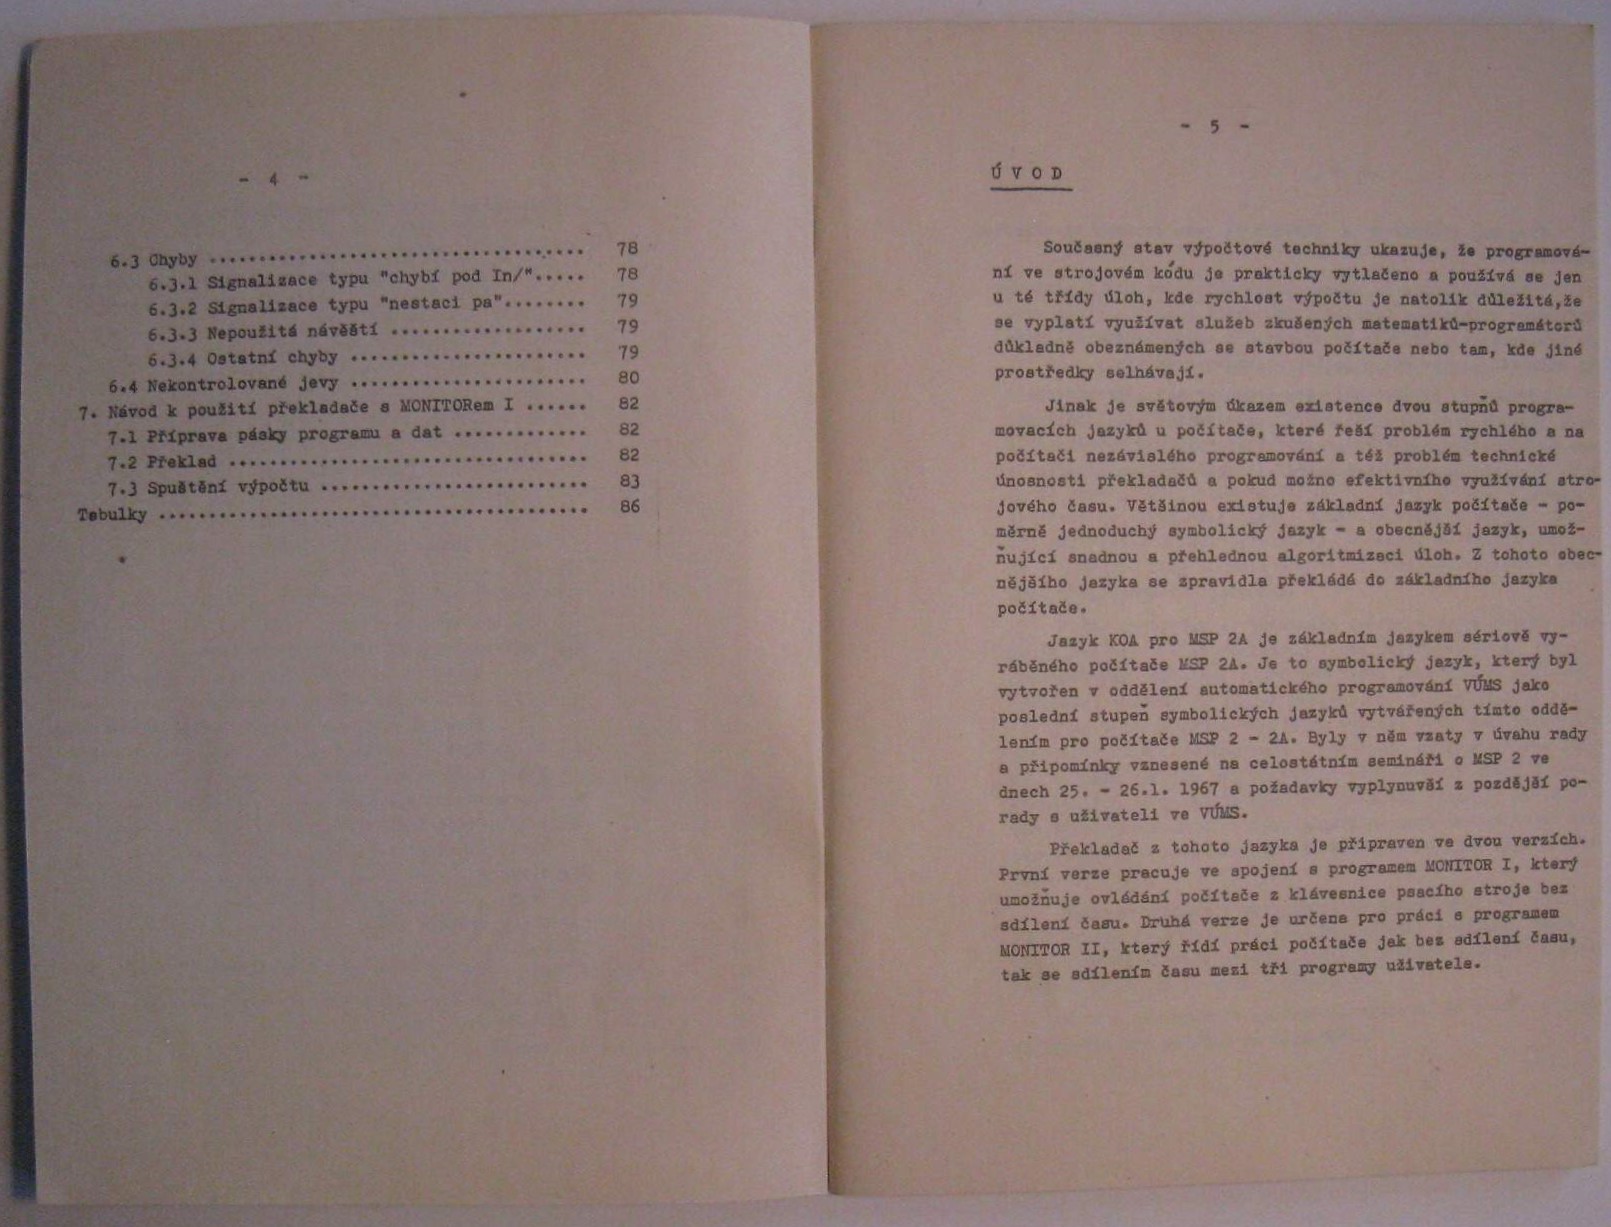 - 4 -
6.3 Chyby ...................................... 78
6.3.1 Signalizace typu "chybí pod In/"..... 78
6.3.2 Signalizace typu "nestaci pa"........ 79
6.3.3 Nepoužitá návěští .................... 79
6.3.4 Ostatní chyby ........................ 79
6.4 Nekontrolované jevy ........................ 80
7. Návod k použití překladače s MONITORem I ...... 82
7.1 Příprava pásky programu a dat .............. 82
7.2 Překlad ..................................... 82
7.3 Spuštění výpočtu ........................... 83
Tabulky ............................................ 86
- 5 -
ÚVOD
Současný stav výpočtové techniky ukazuje, že programová-
ní ve strojovém kódu je prakticky vytlačeno a používá se jen
u té třídy úloh, kde rychlost výpočtu je natolik důležitá,že
se vyplatí využívat služeb zkušených matematiků-programátorů
důkladně obeznámených se stavbou počítače nebo tam, kde jiné
prostředky selhávají.
Jinak je světovým úkazem existence dvou stupňů progra-
movacích jazyků u počítače, které řeší problém rychlého a na
počítači nezávislého programování a též problém technické
únosnosti překladačů a pokud možno efektivního využívání stro-
jového času. Většinou existuje základní jazyk počítače - po-
měrně jednoduchý symbolický jazyk - a obecnější jazyk, umož-
ňující snadnou a přehlednou algoritmizaci úloh. Z tohoto obec-
nějšího jazyka se zpravidla překládá do základního jazyka
počítače.
Jazyk KOA pro MSP 2A je základním jazykem sériově vy-
ráběného počítače MSP 2A. Je to symbolický jazyk, který byl
vytvořen v oddělení automatického programování VÚMS jako
poslední stupeň symbolických jazyků vytvářených tímto oddě-
lením pro počítače MSP 2 - 2A. Byly v něm vzaty v úvahu rady
a připomínky vznesené na celostátním semináři o MSP 2 ve
dnech 25. - 26.1. 1967 a požadavky vyplynuvší z pozdější po-
rady s uživateli ve VÚMS.
Překladač z tohoto jazyka je připraven ve dvou verzích.
První verze pracuje ve spojení s programem MONITOR I, který
umožňuje ovládání počítače z klávesnice psacího stroje bez
sdílení času. Druhá verze je určena pro práci s programem
MONITOR II, který řídí práci počítače jak bez sdílení času,
tak se sdílením času mezi tři programy uživatele.